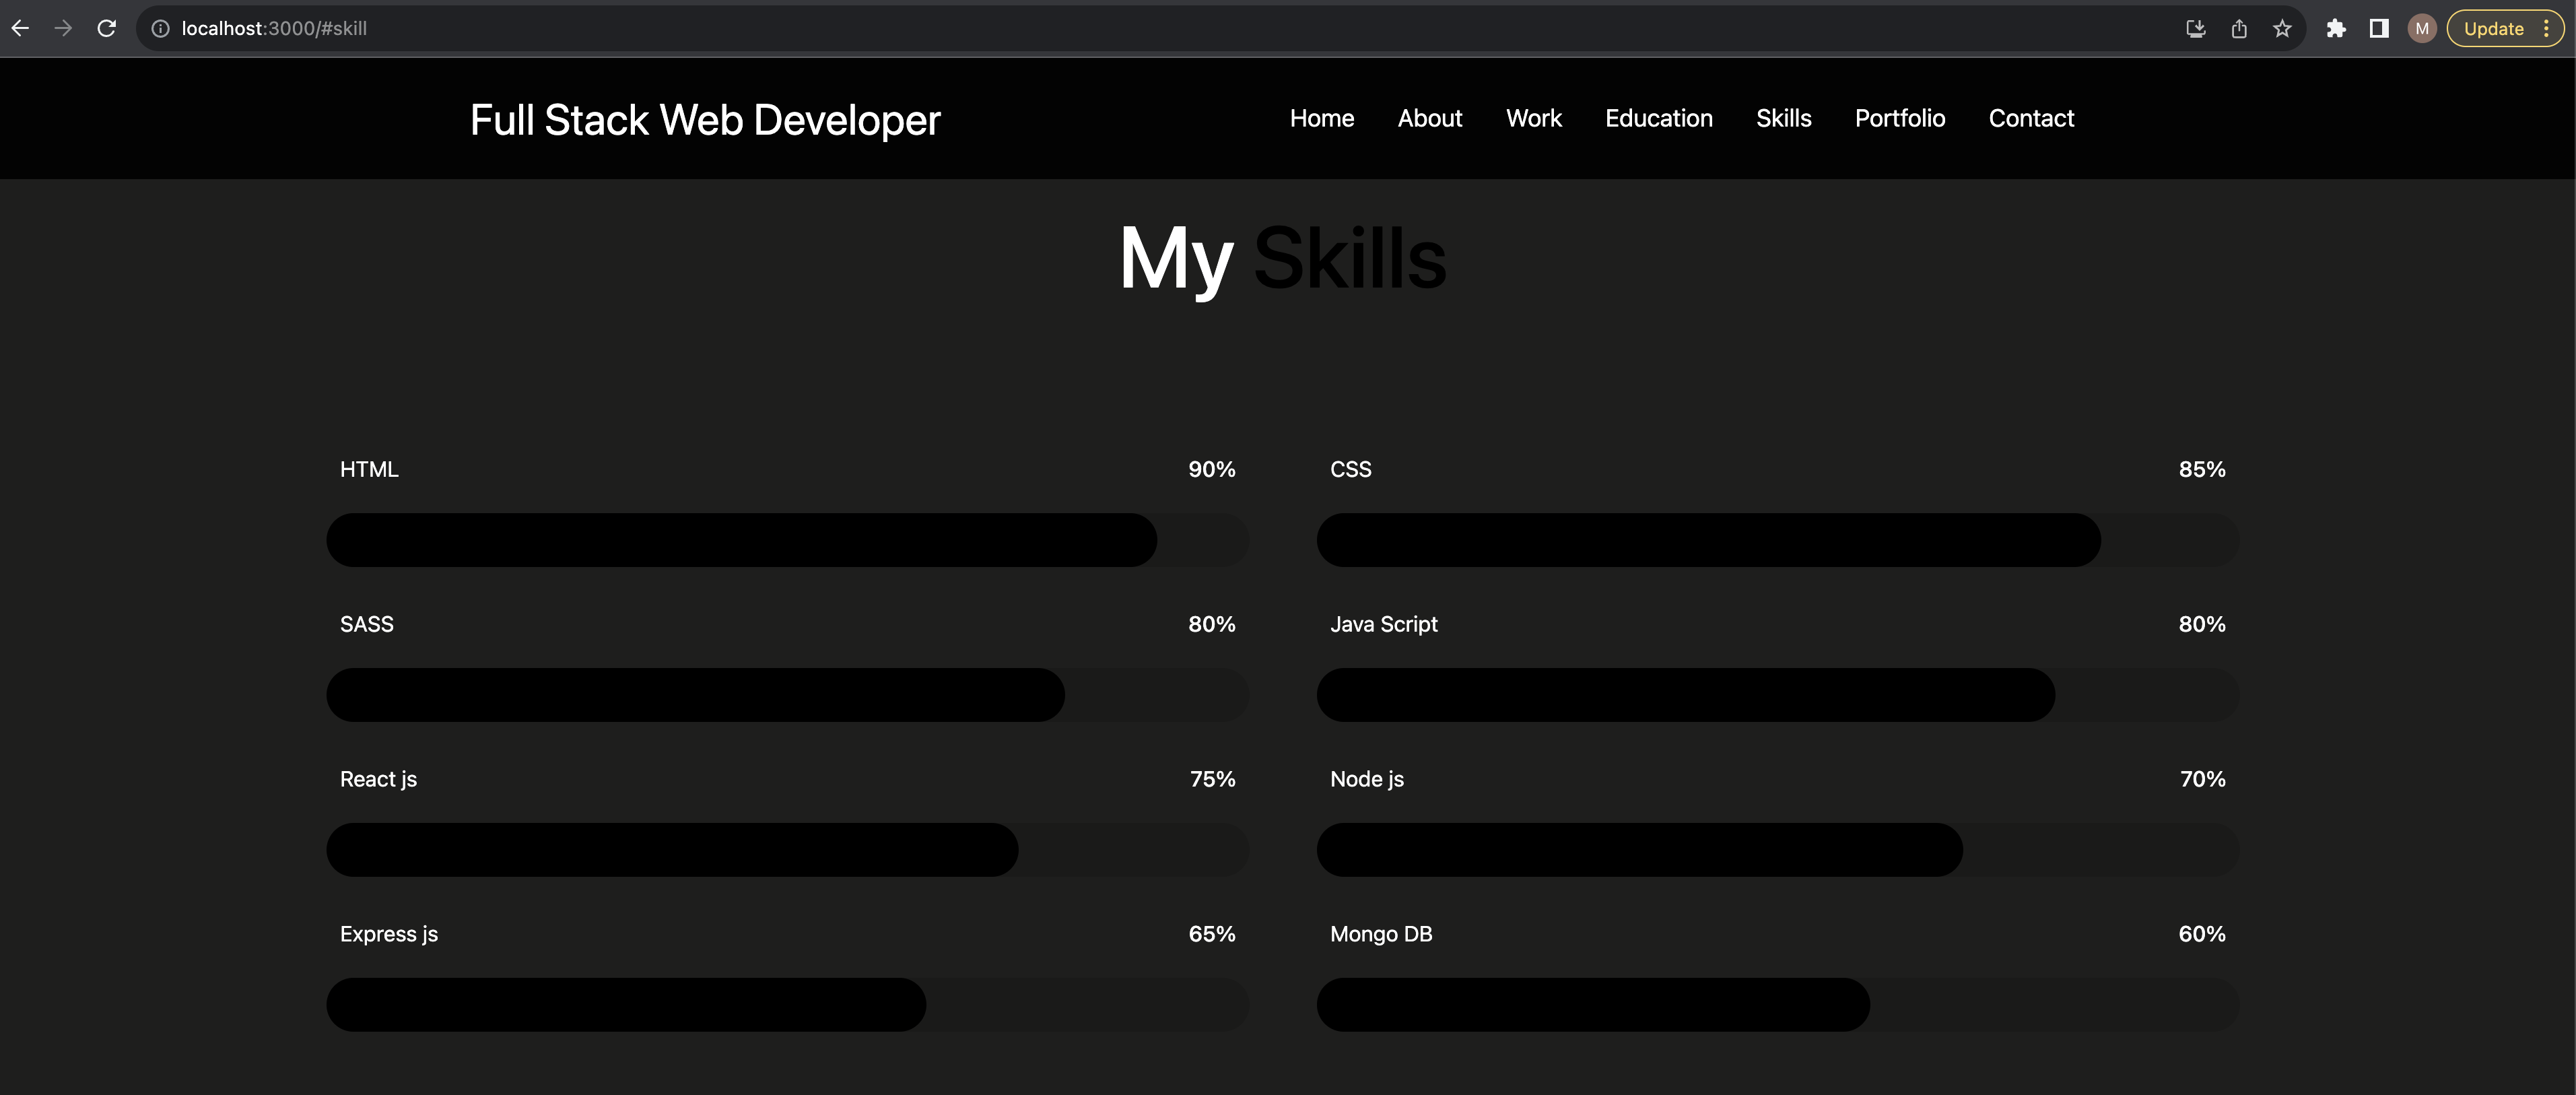 localhost:3000/#skill
M
Update
Full Stack Web Developer
Home About Work Education Skills Portfolio Contact
My Skills
HTML 90%
CSS 85%
SASS 80%
Java Script 80%
React js 75%
Node js 70%
Express js 65%
Mongo DB 60%